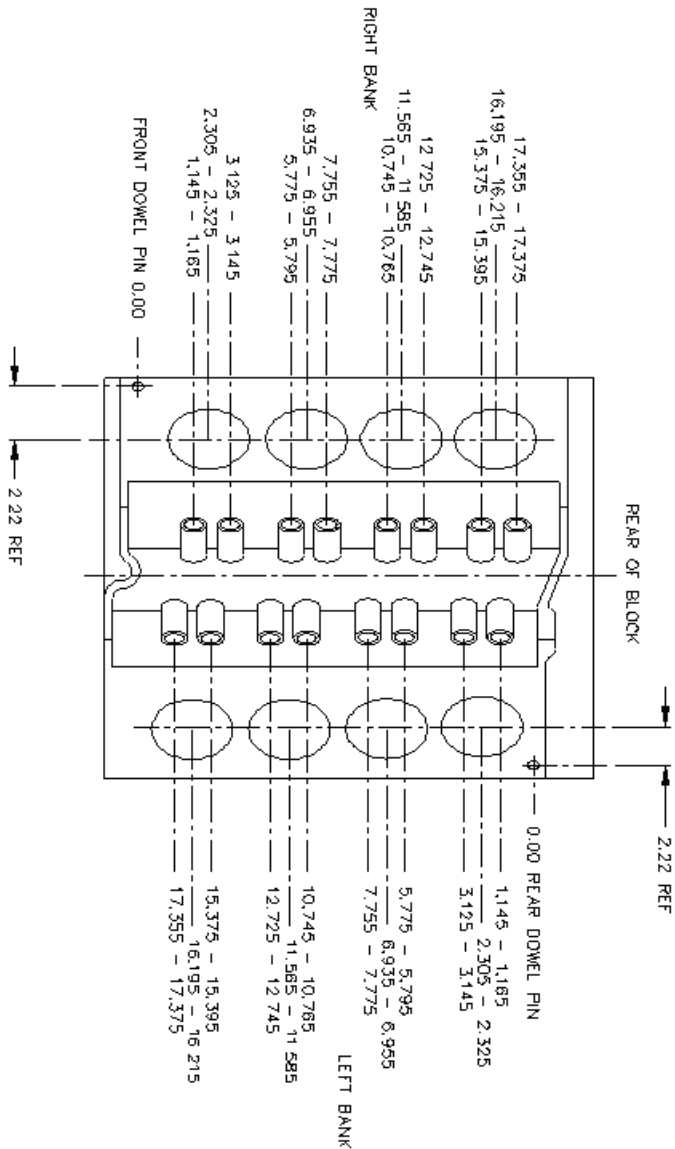 2.22 REF
REAR OF BLOCK
17.355 - 17.375
16.195 - 16.215
15.375 - 15.395
12.725 - 12.745
11.565 - 11.585
10.745 - 10.765
RIGHT BANK
7.755 - 7.775
6.935 - 6.955
5.775 - 5.795
3.125 - 3.145
2.305 - 2.325
1.145 - 1.165
FRONT DOWEL PIN 0.00
2.22 REF
0.00 REAR DOWEL PIN
1.145 - 1.165
2.305 - 2.325
3.125 - 3.145
5.775 - 5.795
6.935 - 6.955
7.755 - 7.775
LEFT BANK
10.745 - 10.765
11.565 - 11.585
12.725 - 12.745
15.375 - 15.395
16.195 - 16.215
17.355 - 17.375